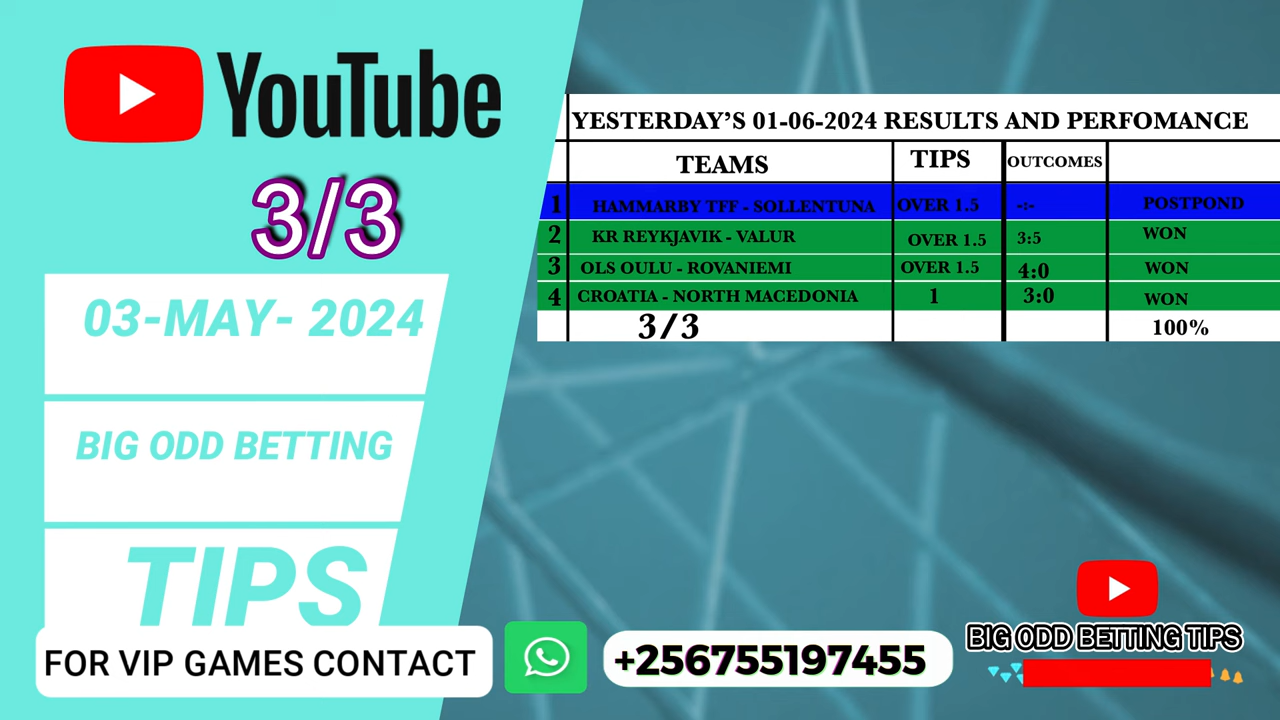 YouTube
3/3
03-MAY- 2024
BIG ODD BETTING
TIPS
FOR VIP GAMES CONTACT
+256755197455
YESTERDAY'S 01-06-2024 RESULTS AND PERFOMANCE
TEAMS TIPS OUTCOMES
1 HAMMARBY TFF - SOLLENTUNA OVER 1.5 -:- POSTPOND
2 KR REYKJAVIK - VALUR OVER 1.5 3:5 WON
3 OLS OULU - ROVANIEMI OVER 1.5 4:0 WON
4 CROATIA - NORTH MACEDONIA 1 3:0 WON
3/3 100%
BIG ODD BETTING TIPS